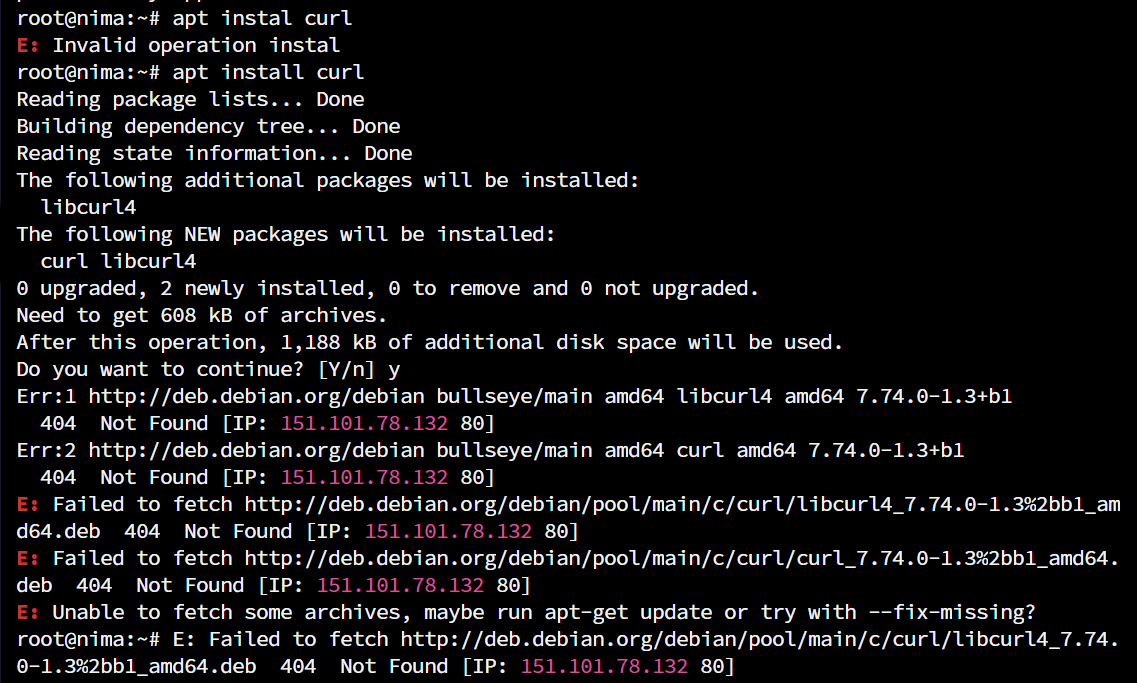 root@nima:~# apt instal curl
E: Invalid operation instal
root@nima:~# apt install curl
Reading package lists... Done
Building dependency tree... Done
Reading state information... Done
The following additional packages will be installed:
  libcurl4
The following NEW packages will be installed:
  curl libcurl4
0 upgraded, 2 newly installed, 0 to remove and 0 not upgraded.
Need to get 608 kB of archives.
After this operation, 1,188 kB of additional disk space will be used.
Do you want to continue? [Y/n] y
Err:1 http://deb.debian.org/debian bullseye/main amd64 libcurl4 amd64 7.74.0-1.3+b1
  404  Not Found [IP: 151.101.78.132 80]
Err:2 http://deb.debian.org/debian bullseye/main amd64 curl amd64 7.74.0-1.3+b1
  404  Not Found [IP: 151.101.78.132 80]
E: Failed to fetch http://deb.debian.org/debian/pool/main/c/curl/libcurl4_7.74.0-1.3%2bb1_am
d64.deb  404  Not Found [IP: 151.101.78.132 80]
E: Failed to fetch http://deb.debian.org/debian/pool/main/c/curl/curl_7.74.0-1.3%2bb1_amd64.
deb  404  Not Found [IP: 151.101.78.132 80]
E: Unable to fetch some archives, maybe run apt-get update or try with --fix-missing?
root@nima:~# E: Failed to fetch http://deb.debian.org/debian/pool/main/c/curl/libcurl4_7.74.
0-1.3%2bb1_amd64.deb  404  Not Found [IP: 151.101.78.132 80]